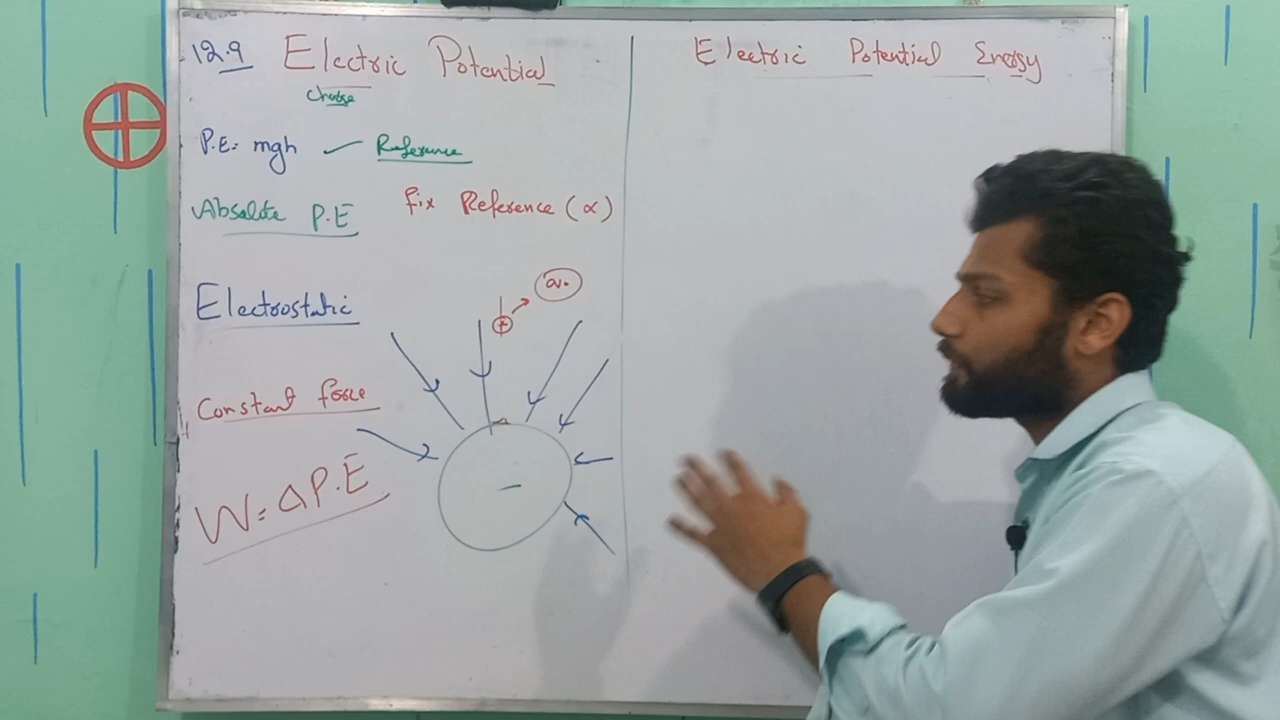 12.9 Electric Potential
Charge
P.E = mgh Reference
Absolute P.E Fix Reference (α)
Electrostatic
+
Constant force
W = ΔP.E
-
Electric Potential Energy